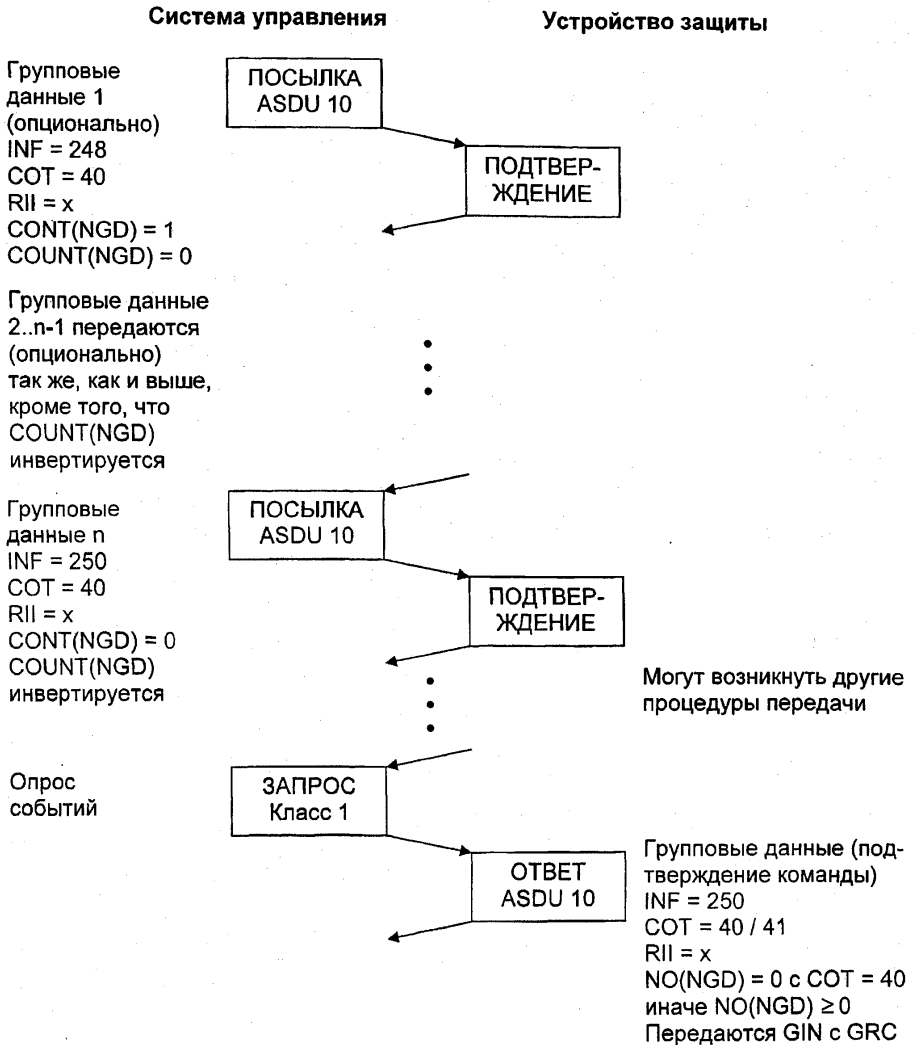 Система управления
Устройство защиты
Групповые
данные 1
(опционально)
INF = 248
COT = 40
RII = x
CONT(NGD) = 1
COUNT(NGD) = 0
ПОСЫЛКА
ASDU 10
ПОДТВЕР-
ЖДЕНИЕ
Групповые данные
2..n-1 передаются
(опционально)
так же, как и выше,
кроме того, что
COUNT(NGD)
инвертируется
Групповые
данные n
INF = 250
COT = 40
RII = x
CONT(NGD) = 0
COUNT(NGD)
инвертируется
ПОСЫЛКА
ASDU 10
ПОДТВЕР-
ЖДЕНИЕ
Могут возникнуть другие
процедуры передачи
Опрос
событий
ЗАПРОС
Класс 1
ОТВЕТ
ASDU 10
Групповые данные (под-
тверждение команды)
INF = 250
COT = 40 / 41
RII = x
NO(NGD) = 0 с COT = 40
иначе NO(NGD) ≥ 0
Передаются GIN с GRC